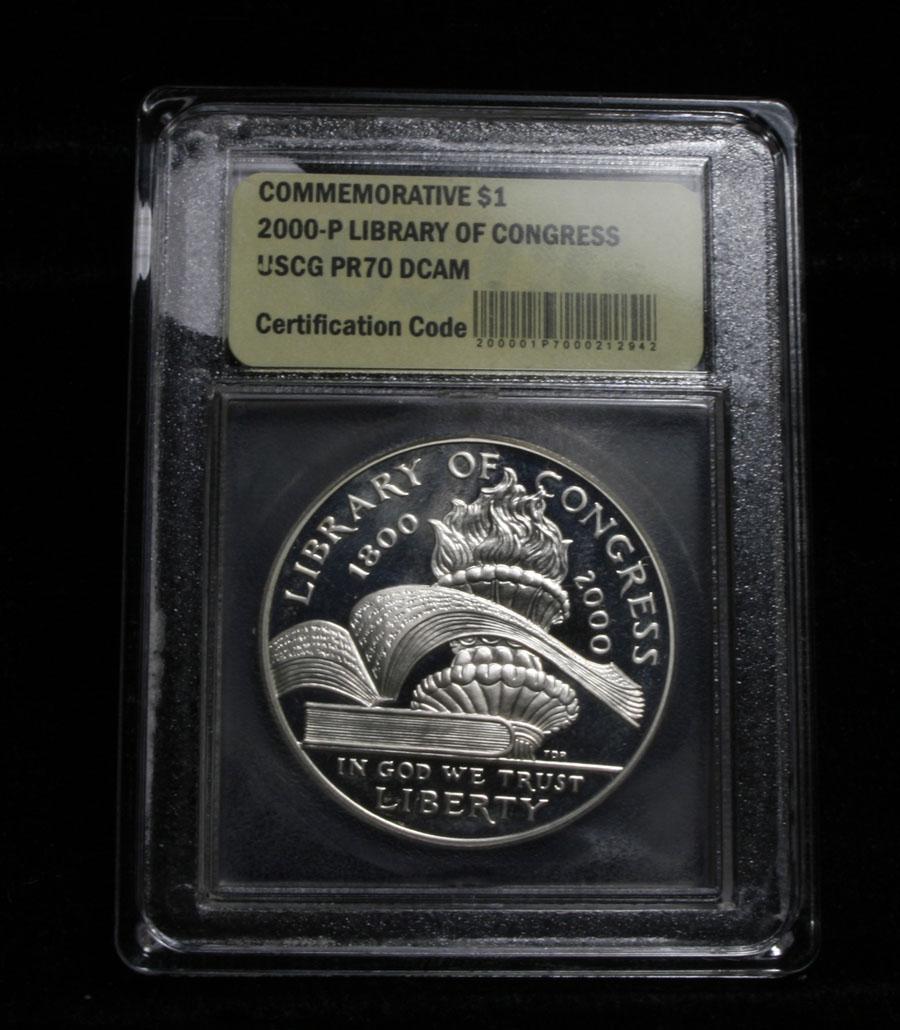 COMMEMORATIVE $1
2000-P LIBRARY OF CONGRESS
USCG PR70 DCAM
Certification Code
200001P7000212942
LIBRARY OF CONGRESS
1800
2000
IN GOD WE TRUST
LIBERTY